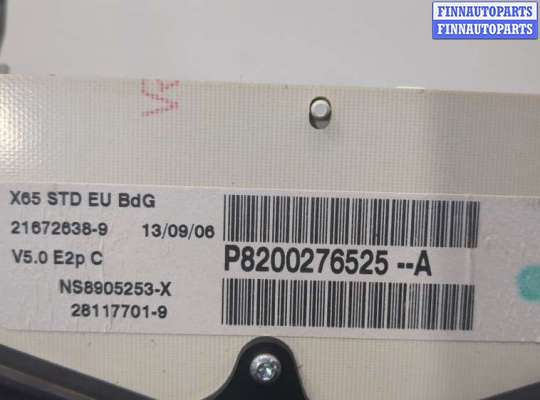 FINNAUTOPARTS
FINNAUTOPARTS
X65 STD EU BdG
21672638-9 13/09/06
V5.0 E2p C
P8200276525 --A
NS8905253-X
28117701-9